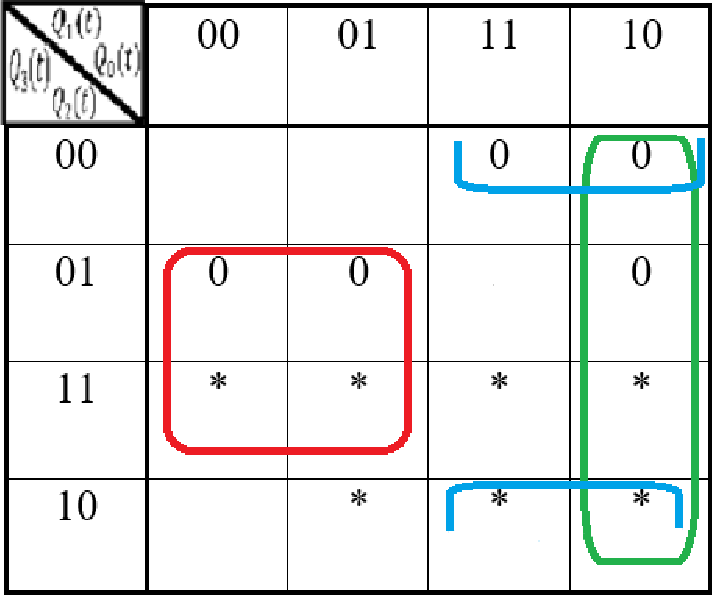 Q₁(t)
Q₃(t) Q₀(t)
Q₂(t)
00 01 11 10
00 0 0
01 0 0 0
11 * * * *
10 * * *